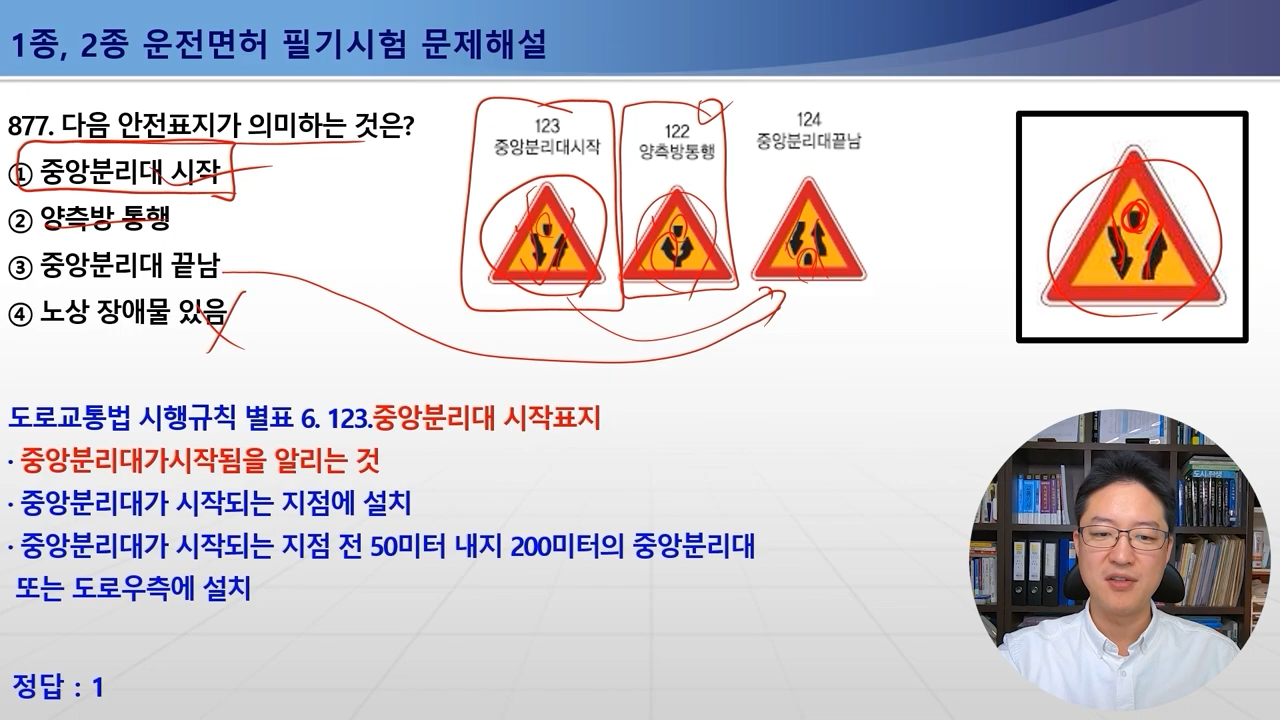 1종, 2종 운전면허 필기시험 문제해설
877. 다음 안전표지가 의미하는 것은?
① 중앙분리대 시작
② 양측방 통행
③ 중앙분리대 끝남
④ 노상 장애물 있음
123
중앙분리대시작
122
양측방통행
124
중앙분리대끝남
도로교통법 시행규칙 별표 6. 123.중앙분리대 시작표지
· 중앙분리대가시작됨을 알리는 것
· 중앙분리대가 시작되는 지점에 설치
· 중앙분리대가 시작되는 지점 전 50미터 내지 200미터의 중앙분리대
또는 도로우측에 설치
정답 : 1